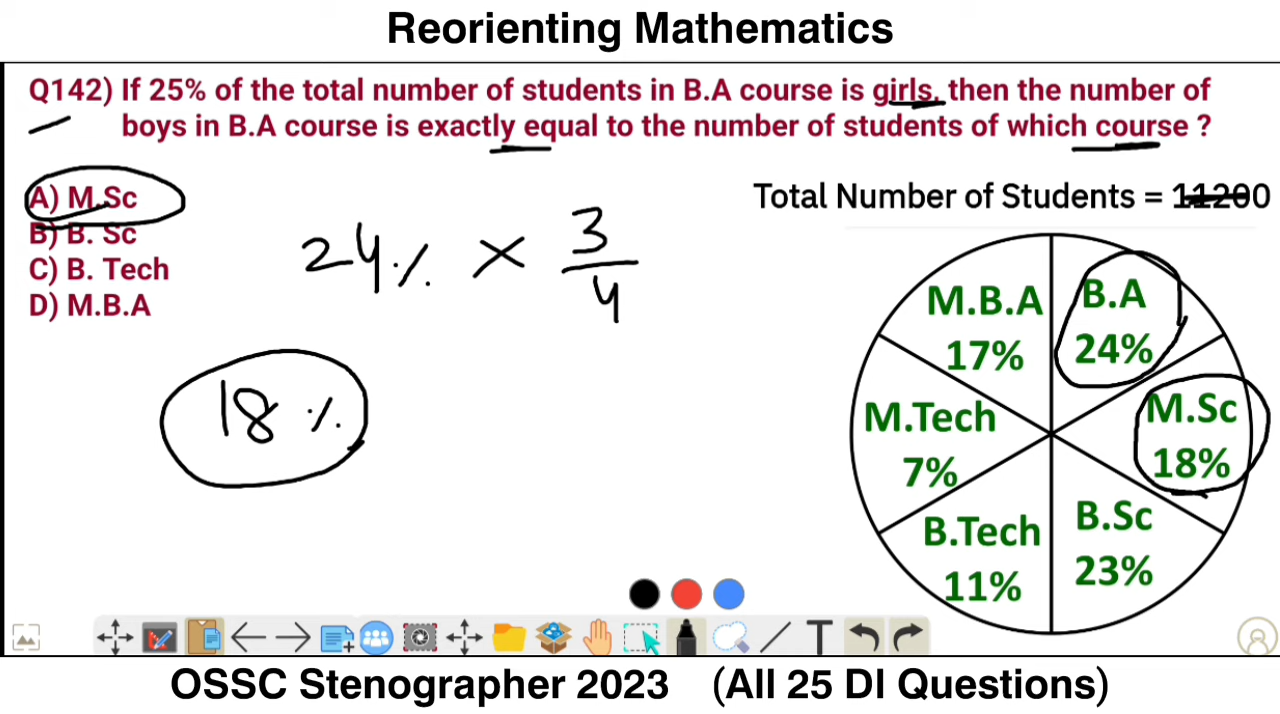 Reorienting Mathematics
Q142) If 25% of the total number of students in B.A course is girls, then the number of
boys in B.A course is exactly equal to the number of students of which course ?
A) M.Sc
B) B. Sc
C) B. Tech
D) M.B.A
24% × 3/4
18 %
Total Number of Students = 11200
M.B.A
17%
B.A
24%
M.Sc
18%
M.Tech
7%
B.Tech
11%
B.Sc
23%
T
OSSC Stenographer 2023 (All 25 DI Questions)